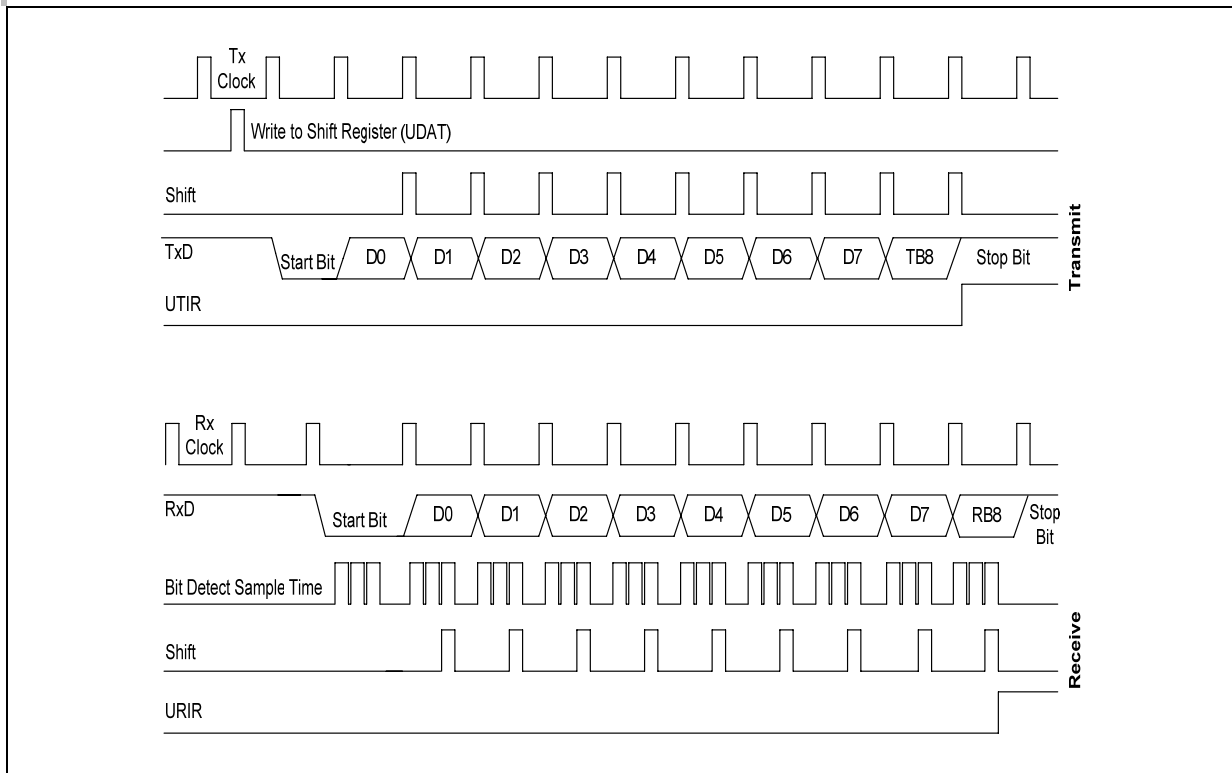 Tx
Clock
Write to Shift Register (UDAT)
Shift
TxD
Start Bit D0 D1 D2 D3 D4 D5 D6 D7 TB8 Stop Bit
UTIR
Transmit
Rx
Clock
RxD
Start Bit D0 D1 D2 D3 D4 D5 D6 D7 RB8 Stop
Bit
Bit Detect Sample Time
Shift
URIR
Receive